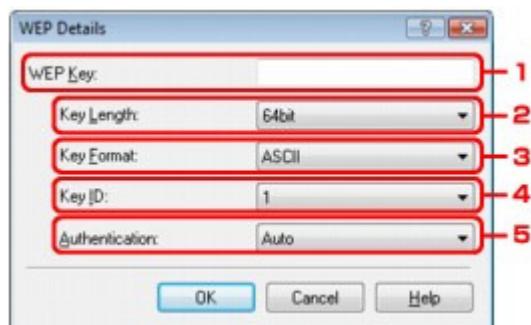 WEP Details
WEP Key: 1
Key Length: 64bit 2
Key Format: ASCII 3
Key ID: 1 4
Authentication: Auto 5
OK Cancel Help